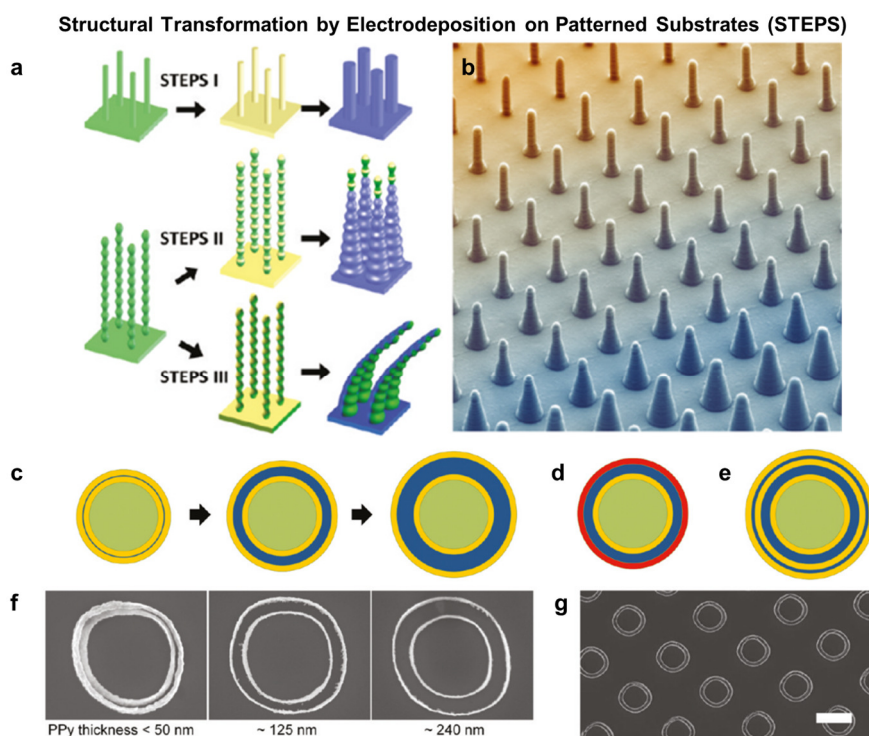 Structural Transformation by Electrodeposition on Patterned Substrates (STEPS)
a
STEPS I
STEPS II
STEPS III
b
c
d
e
f
PPy thickness < 50 nm
~ 125 nm
~ 240 nm
g